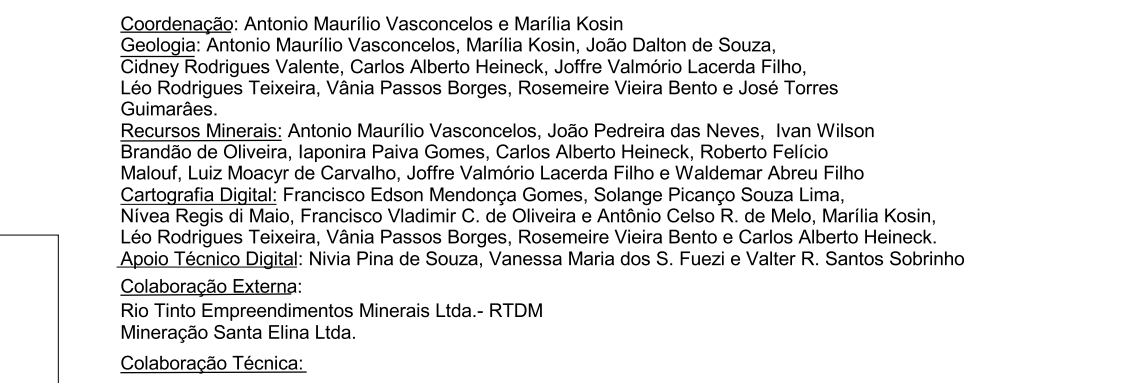 Coordenação: Antonio Maurílio Vasconcelos e Marília Kosin
Geologia: Antonio Maurílio Vasconcelos, Marília Kosin, João Dalton de Souza,
Cidney Rodrigues Valente, Carlos Alberto Heineck, Joffre Valmório Lacerda Filho,
Léo Rodrigues Teixeira, Vânia Passos Borges, Rosemeire Vieira Bento e José Torres
Guimarâes.
Recursos Minerais: Antonio Maurílio Vasconcelos, João Pedreira das Neves,  Ivan Wilson
Brandão de Oliveira, Iaponira Paiva Gomes, Carlos Alberto Heineck, Roberto Felício
Malouf, Luiz Moacyr de Carvalho, Joffre Valmório Lacerda Filho e Waldemar Abreu Filho
Cartografia Digital: Francisco Edson Mendonça Gomes, Solange Picanço Souza Lima,
Nívea Regis di Maio, Francisco Vladimir C. de Oliveira e Antônio Celso R. de Melo, Marília Kosin,
Léo Rodrigues Teixeira, Vânia Passos Borges, Rosemeire Vieira Bento e Carlos Alberto Heineck.
Apoio Técnico Digital: Nivia Pina de Souza, Vanessa Maria dos S. Fuezi e Valter R. Santos Sobrinho
Colaboração Externa:
Rio Tinto Empreendimentos Minerais Ltda.- RTDM
Mineração Santa Elina Ltda.
Colaboração Técnica: